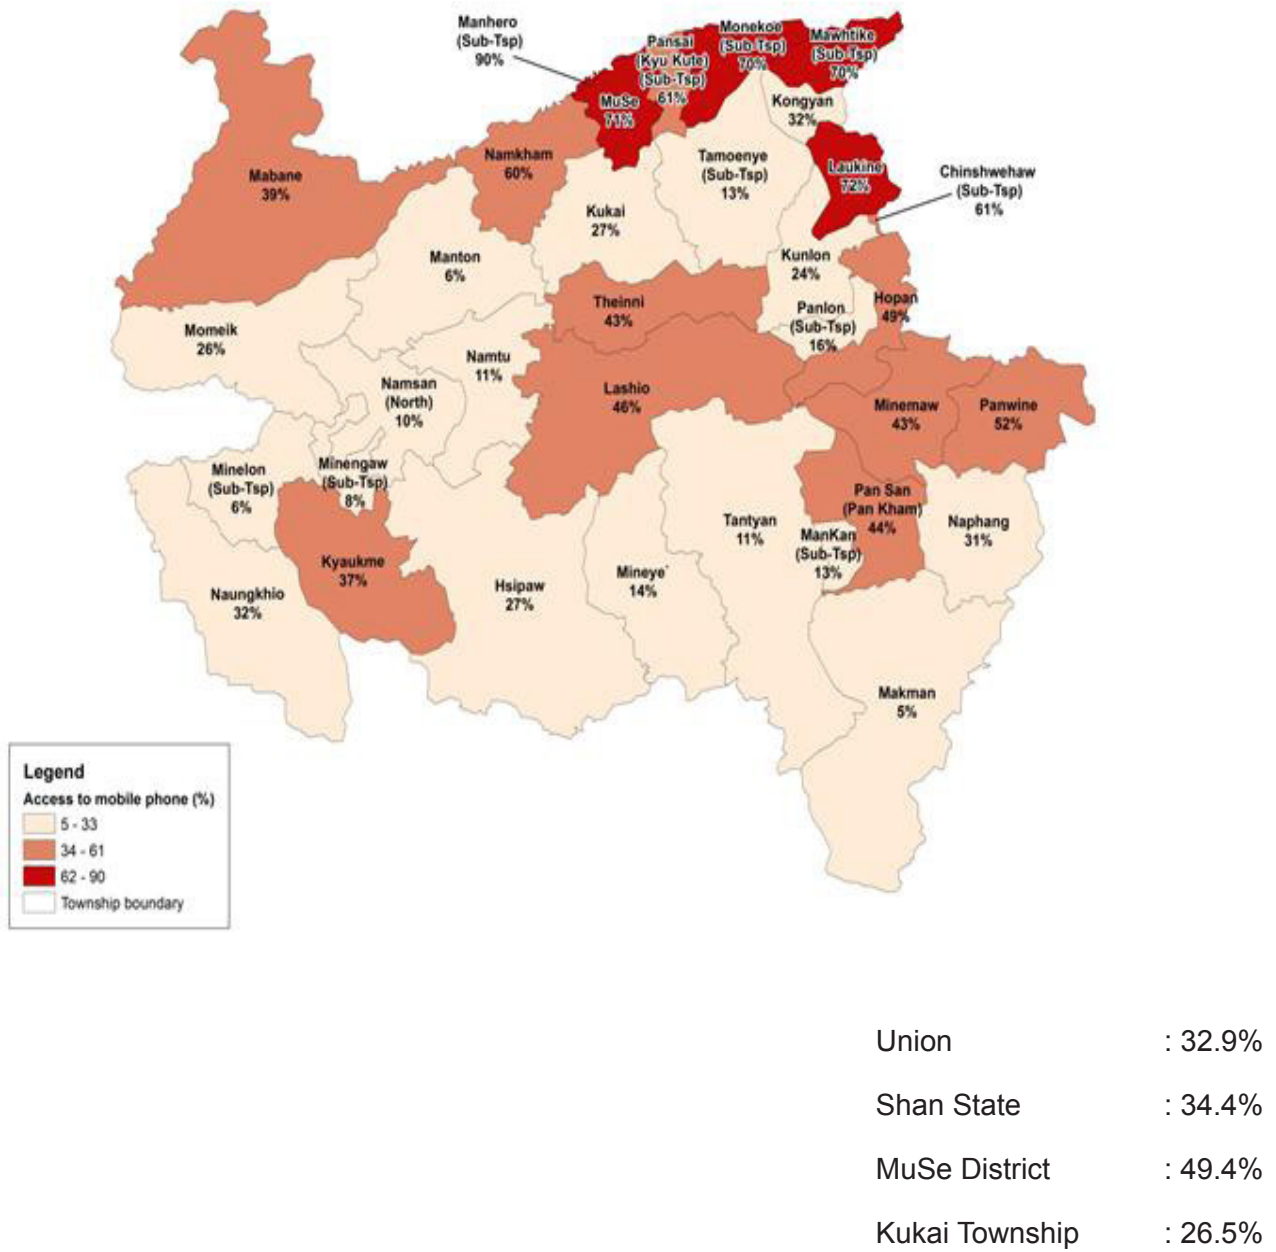 Manhero
(Sub-Tsp)
90%
Pansai
(Kyu Kute)
(Sub-Tsp)
61%
Monekoe
(Sub-Tsp)
70%
Mawhtike
(Sub-Tsp)
70%
MuSe
71%
Kongyan
32%
Namkham
60%
Tamoenye
(Sub-Tsp)
13%
Laukine
72%
Chinshwehaw
(Sub-Tsp)
61%
Mabane
39%
Kukai
27%
Manton
6%
Kunlon
24%
Theinni
43%
Panlon
(Sub-Tsp)
16%
Hopan
49%
Momeik
26%
Namtu
11%
Namsan
(North)
10%
Lashio
46%
Minemaw
43%
Panwine
52%
Minelon
(Sub-Tsp)
6%
Minengaw
(Sub-Tsp)
8%
Pan San
(Pan Kham)
44%
Tantyan
11%
ManKan
(Sub-Tsp)
13%
Naphang
31%
Kyaukme
37%
Naungkhio
32%
Hsipaw
27%
Mineye`
14%
Makman
5%
Legend
Access to mobile phone (%)
5 - 33
34 - 61
62 - 90
Township boundary
Union : 32.9%
Shan State : 34.4%
MuSe District : 49.4%
Kukai Township : 26.5%